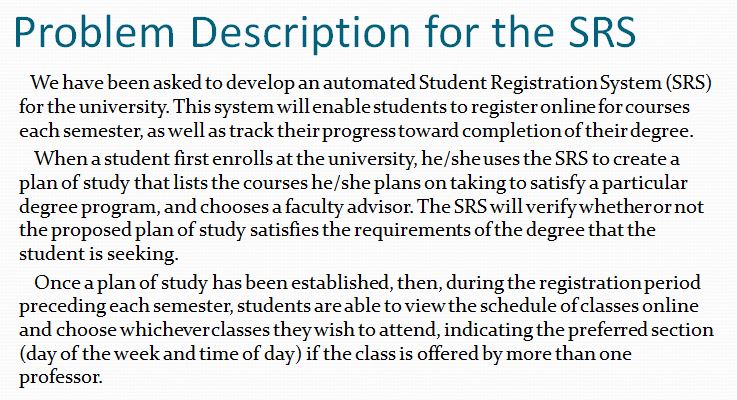 Problem Description for the SRS
We have been asked to develop an automated Student Registration System (SRS)
for the university. This system will enable students to register online for courses
each semester, as well as track their progress toward completion of their degree.
When a student first enrolls at the university, he/she uses the SRS to create a
plan of study that lists the courses he/she plans on taking to satisfy a particular
degree program, and chooses a faculty advisor. The SRS will verify whether or not
the proposed plan of study satisfies the requirements of the degree that the
student is seeking.
Once a plan of study has been established, then, during the registration period
preceding each semester, students are able to view the schedule of classes online
and choose whichever classes they wish to attend, indicating the preferred section
(day of the week and time of day) if the class is offered by more than one
professor.